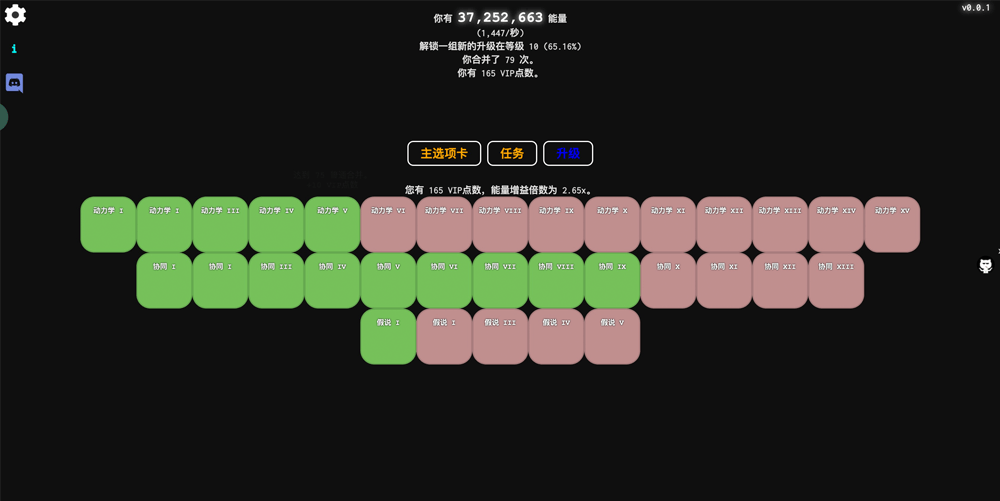 v0.0.1
你有 37,252,663 能量
(1,447/秒)
解锁一组新的升级在等级 10 (65.16%)
你合并了 79 次。
你有 165 VIP点数。
i
主选项卡 任务 升级
您有 165 VIP点数，能量增益倍数为 2.65x。
动力学 I 动力学 I 动力学 III 动力学 IV 动力学 V 动力学 VI 动力学 VII 动力学 VIII 动力学 IX 动力学 X 动力学 XI 动力学 XII 动力学 XIII 动力学 XIV 动力学 XV
协同 I 协同 I 协同 III 协同 IV 协同 V 协同 VI 协同 VII 协同 VIII 协同 IX 协同 X 协同 XI 协同 XII 协同 XIII
假说 I 假说 I 假说 III 假说 IV 假说 V